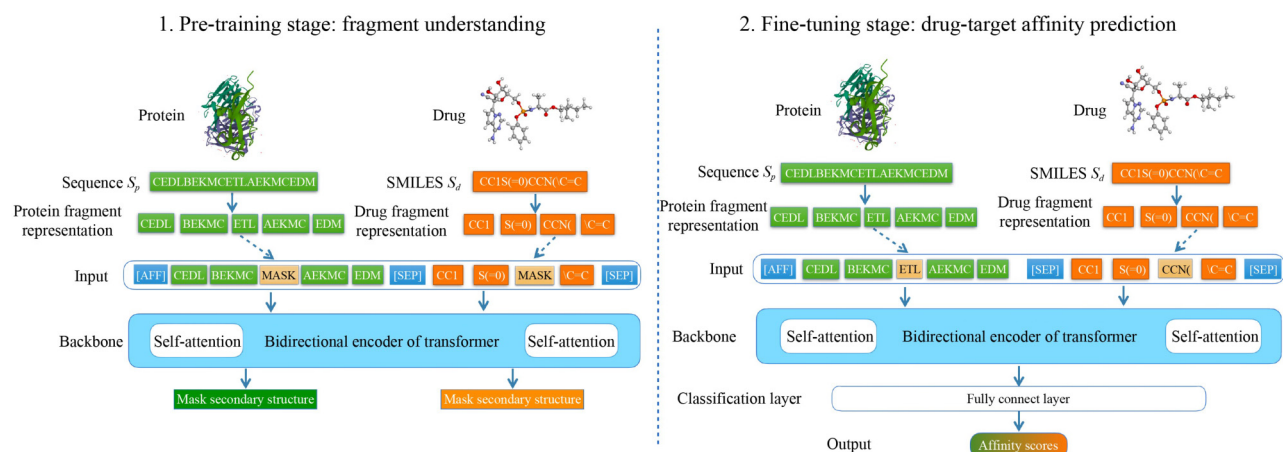 1. Pre-training stage: fragment understanding
Protein
Drug
Sequence Sp
CEDLBEKMCETLAEKMCEDM
SMILES Sd
CC1S(=0)CCN(\C=C
Protein fragment
representation
CEDL BEKMC ETL AEKMC EDM
Drug fragment
representation
CC1 S(=0) CCN( \C=C
Input
[AFF] CEDL BEKMC MASK AEKMC EDM [SEP] CC1 S(=0) MASK \C=C [SEP]
Backbone
Self-attention Bidirectional encoder of transformer Self-attention
Mask secondary structure
Mask secondary structure
2. Fine-tuning stage: drug-target affinity prediction
Protein
Drug
Sequence Sp
CEDLBEKMCETLAEKMCEDM
SMILES Sd
CC1S(=0)CCN(\C=C
Protein fragment
representation
CEDL BEKMC ETL AEKMC EDM
Drug fragment
representation
CC1 S(=0) CCN( \C=C
Input
[AFF] CEDL BEKMC ETL AEKMC EDM [SEP] CC1 S(=0) CCN( \C=C [SEP]
Backbone
Self-attention Bidirectional encoder of transformer Self-attention
Classification layer
Fully connect layer
Output
Affinity scores